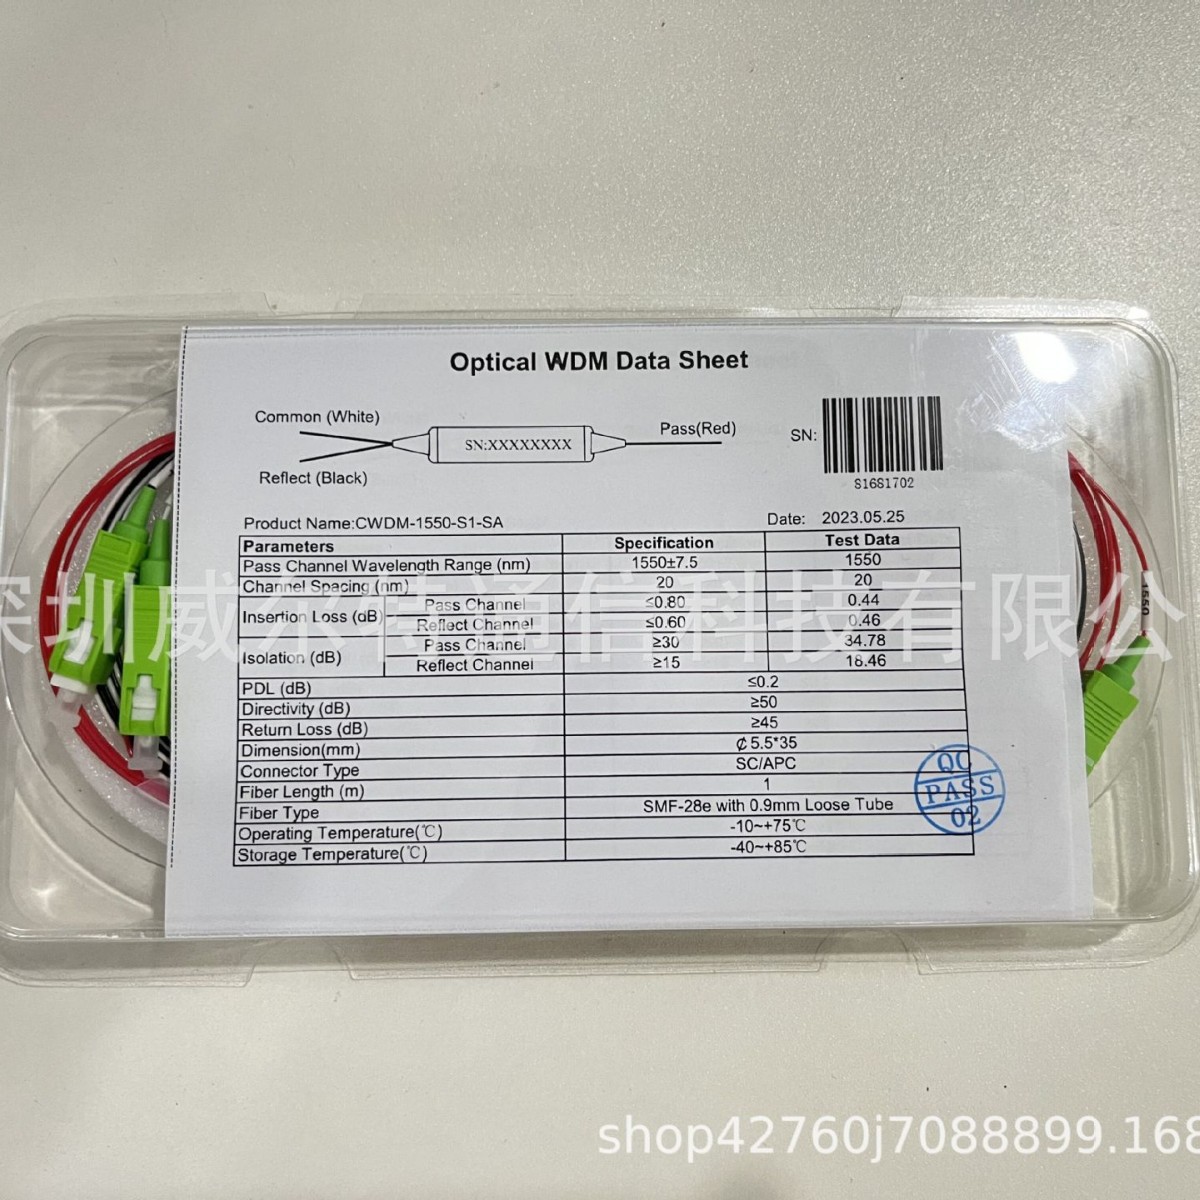 Optical WDM Data Sheet
Common (White)
Reflect (Black)
SN:XXXXXXXX
Pass(Red)
SN:
S16S1702
Product Name:CWDM-1550-S1-SA
Date: 2023.05.25
Parameters Specification Test Data
Pass Channel Wavelength Range (nm) 1550±7.5 1550
Channel Spacing (nm) 20 20
Insertion Loss (dB) Pass Channel ≤0.80 0.44
Reflect Channel ≤0.60 0.46
Isolation (dB) Pass Channel ≥30 34.78
Reflect Channel ≥15 18.46
PDL (dB) ≤0.2
Directivity (dB) ≥50
Return Loss (dB) ≥45
Dimension(mm) ₵5.5*35
Connector Type SC/APC
Fiber Length (m) 1
Fiber Type SMF-28e with 0.9mm Loose Tube
Operating Temperature(℃) -10~+75℃
Storage Temperature(℃) -40~+85℃
QC
PASS
02
1550
深圳威尔特通信科技有限公
shop42760j7088899.168